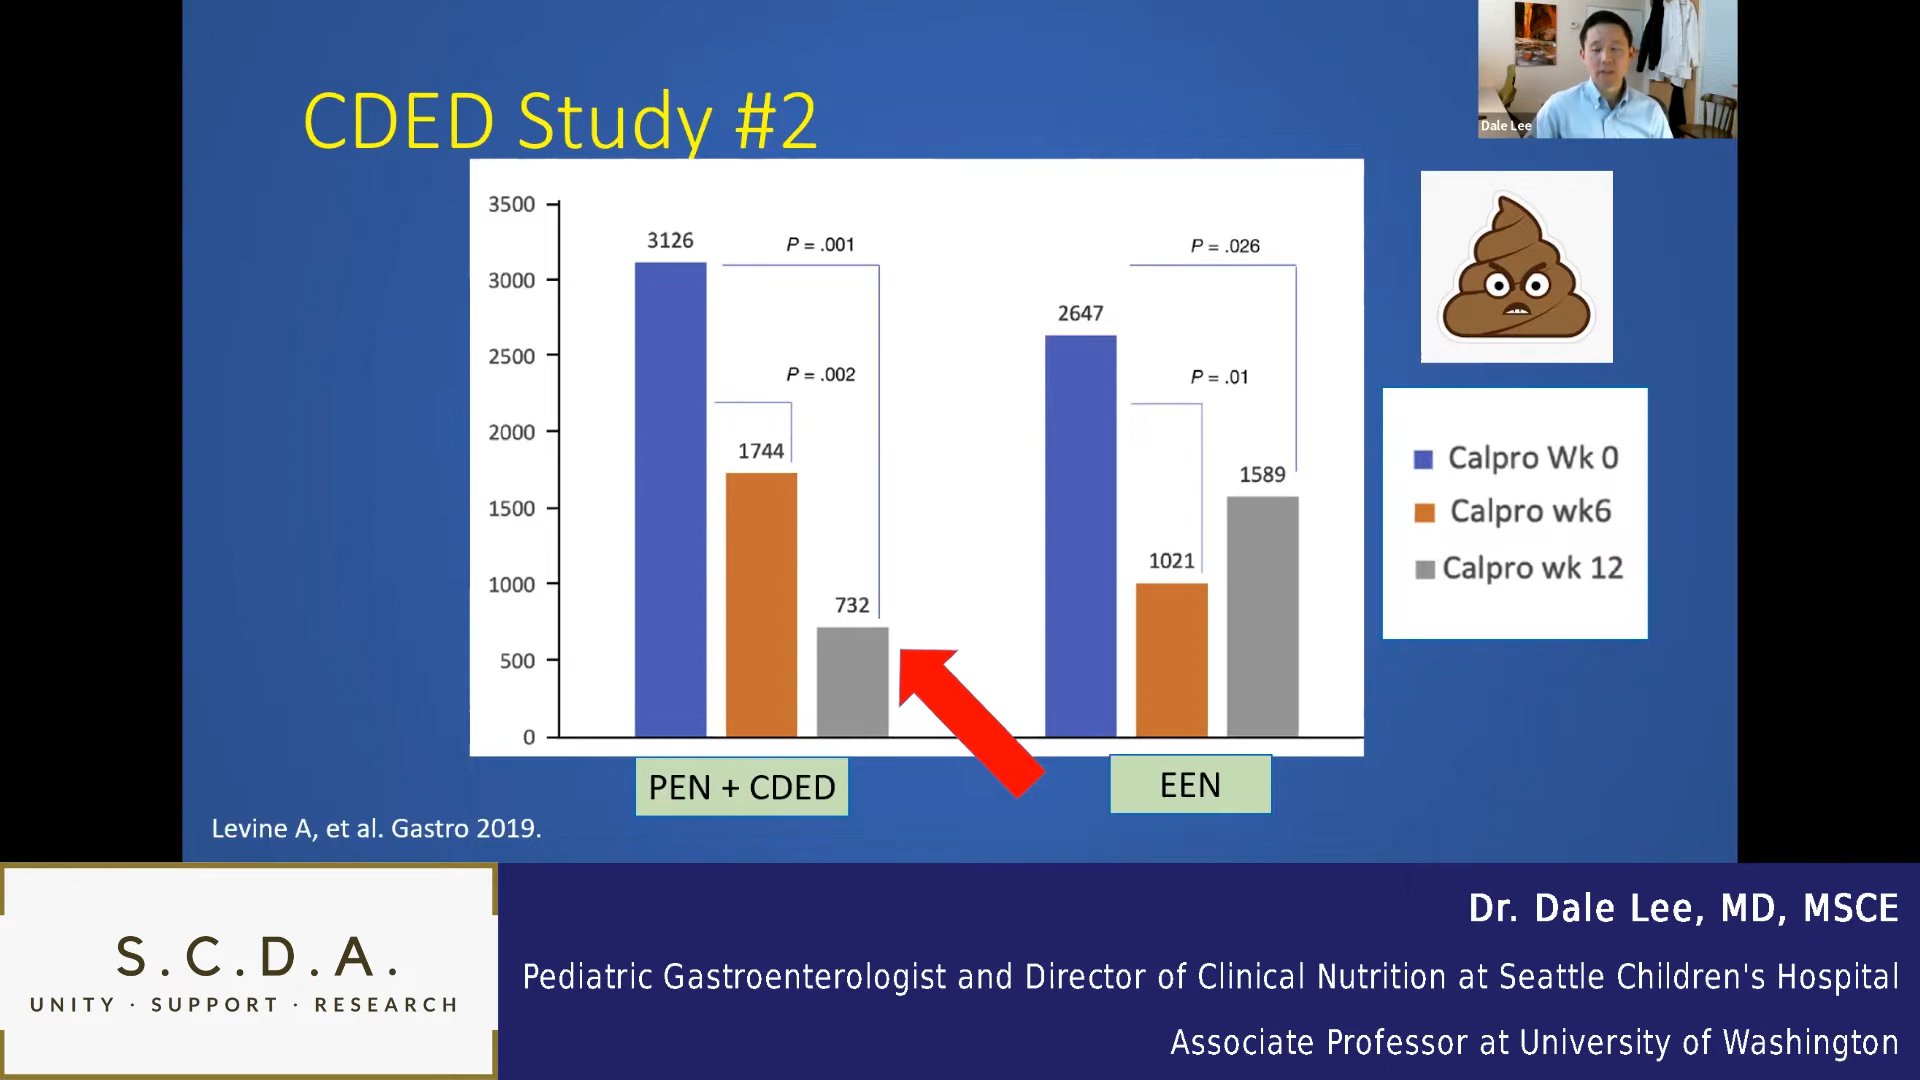 CDED Study #2
Dale Lee
3500
3000
2500
2000
1500
1000
500
0
3126
P = .001
P = .002
1744
732
P = .026
2647
P = .01
1021
1589
Calpro Wk 0
Calpro wk6
Calpro wk 12
PEN + CDED
EEN
Levine A, et al. Gastro 2019.
S.C.D.A.
UNITY · SUPPORT · RESEARCH
Dr. Dale Lee, MD, MSCE
Pediatric Gastroenterologist and Director of Clinical Nutrition at Seattle Children's Hospital
Associate Professor at University of Washington